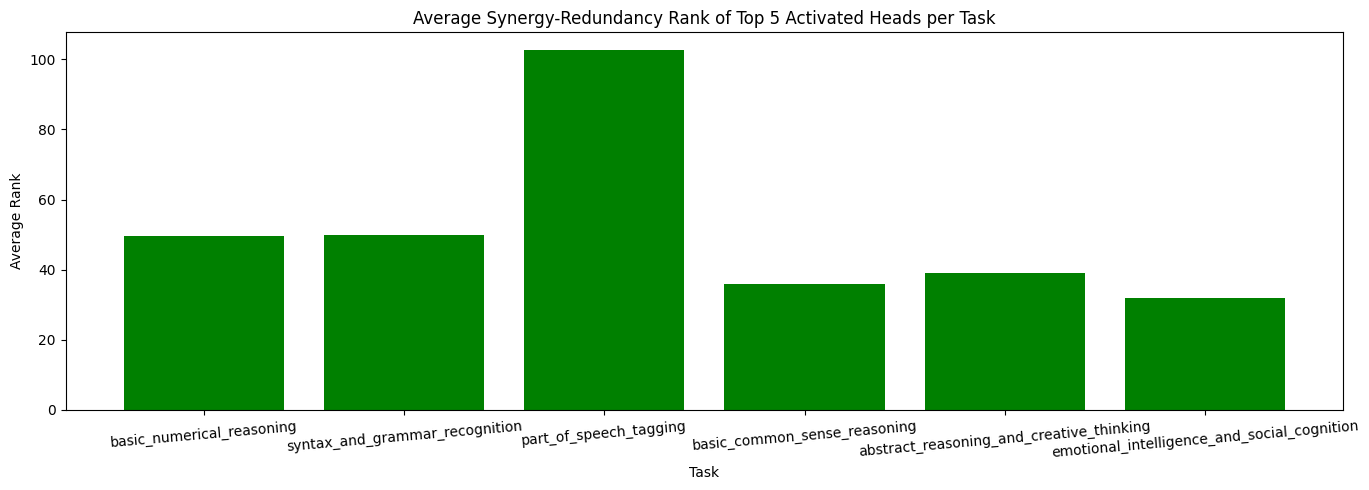 Average Synergy-Redundancy Rank of Top 5 Activated Heads per Task
Average Rank
100
80
60
40
20
0
basic_numerical_reasoning
syntax_and_grammar_recognition
part_of_speech_tagging
basic_common_sense_reasoning
abstract_reasoning_and_creative_thinking
emotional_intelligence_and_social_cognition
Task